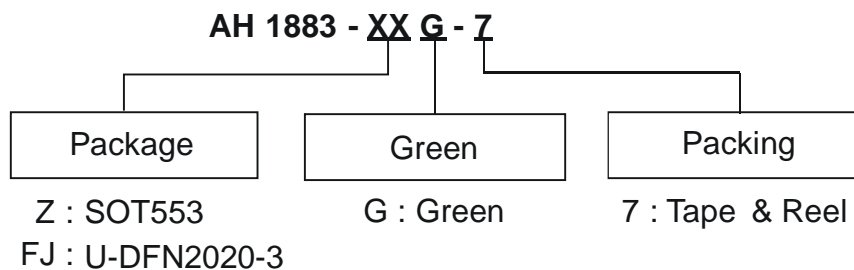 AH 1883 - XX G - 7
Package
Green
Packing
Z : SOT553
G : Green
7 : Tape & Reel
FJ : U-DFN2020-3